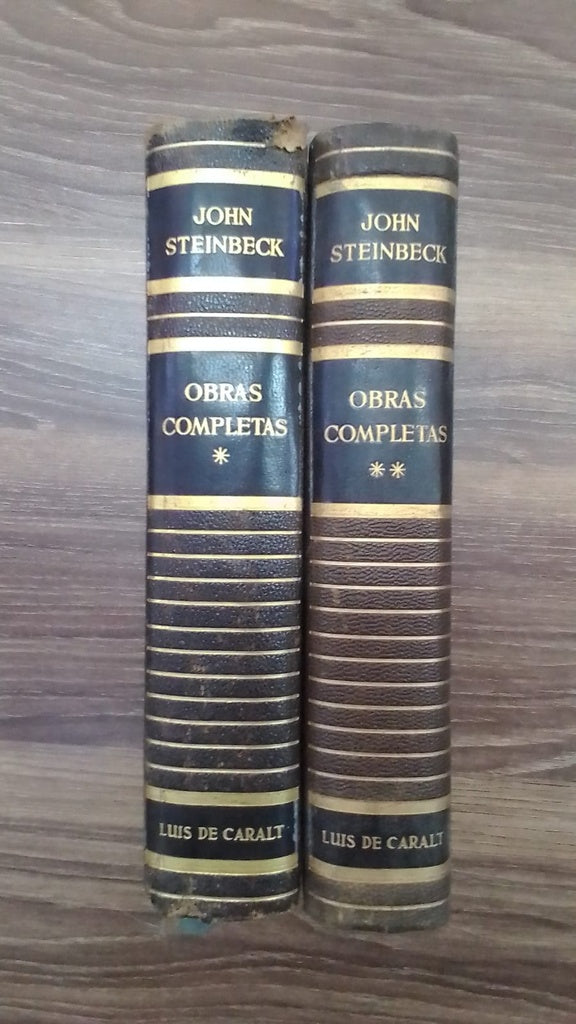 JOHN
STEINBECK
OBRAS
COMPLETAS
*
LUIS DE CARALT
JOHN
STEINBECK
OBRAS
COMPLETAS
**
LUIS DE CARALT